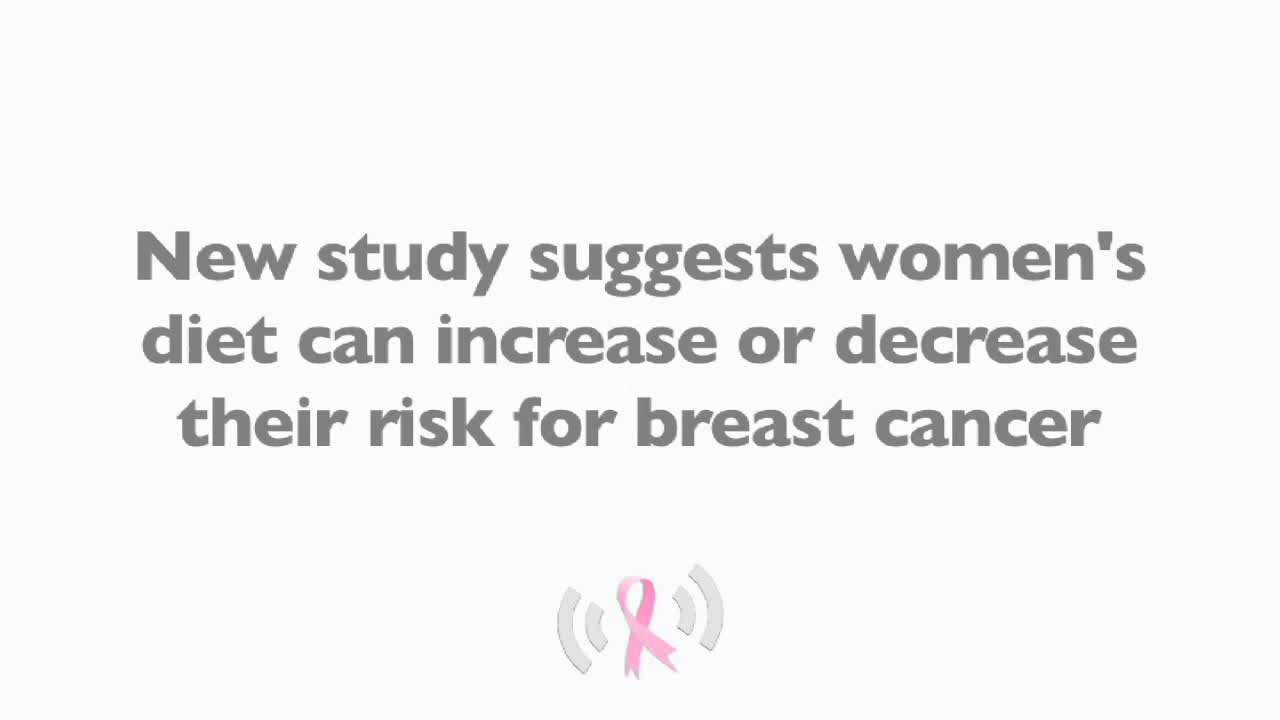 New study suggests women's
diet can increase or decrease
their risk for breast cancer